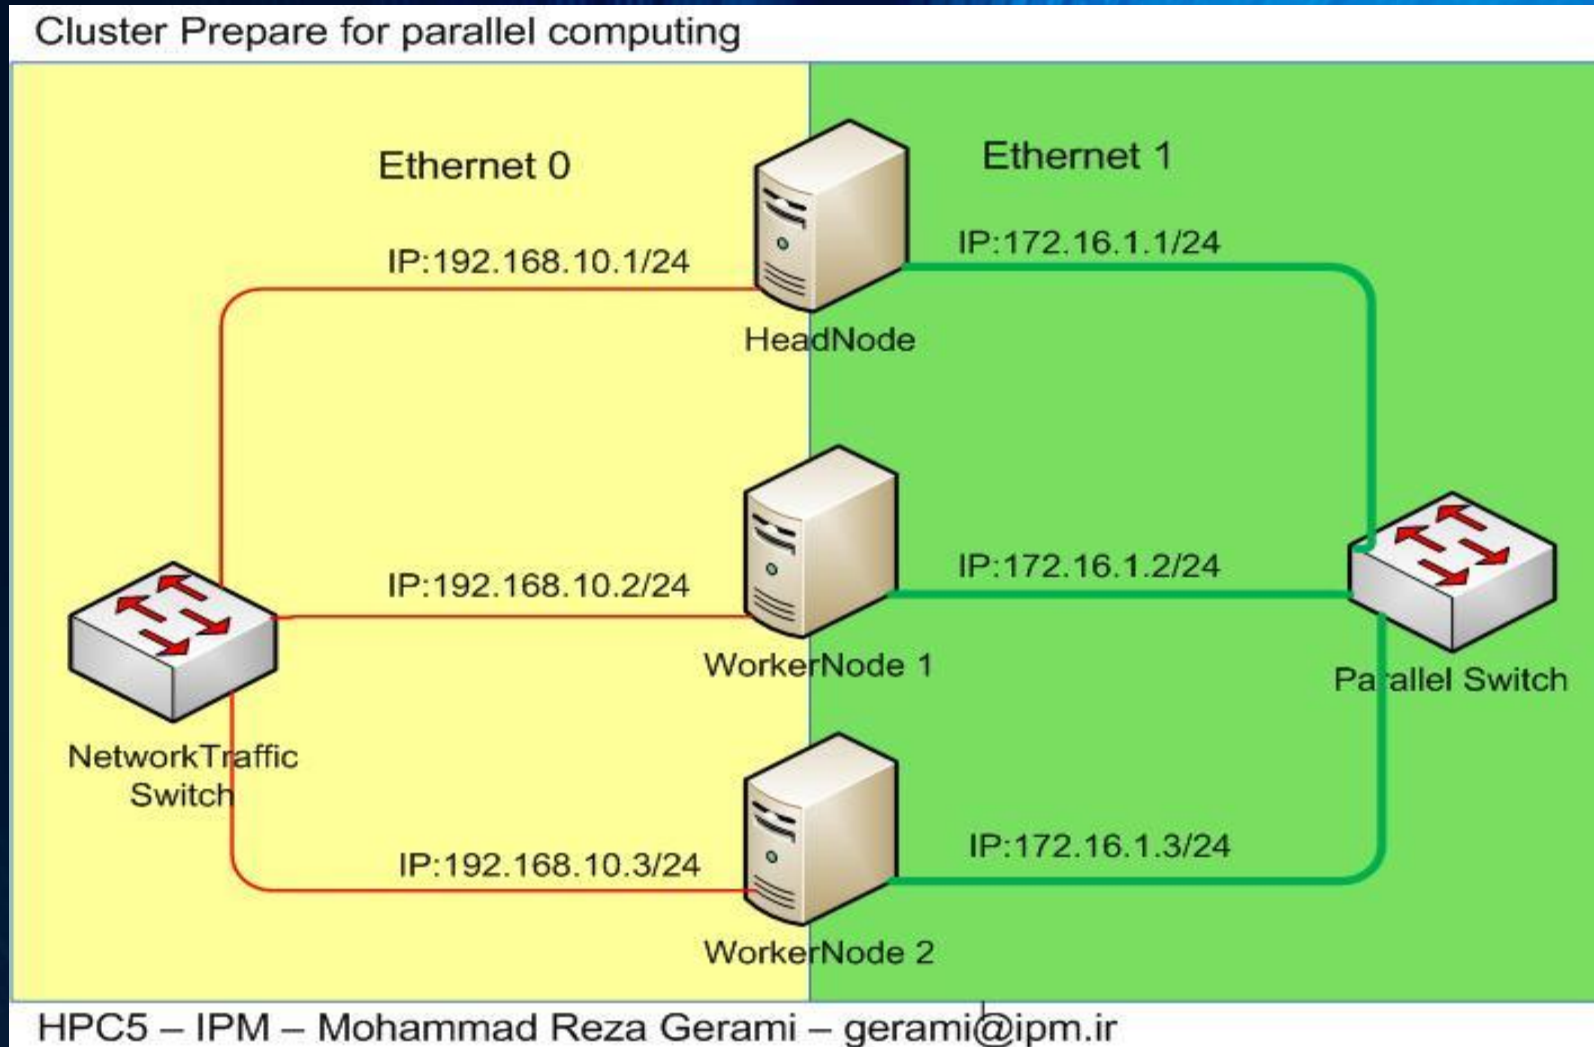 Cluster Prepare for parallel computing
Ethernet 0
Ethernet 1
IP:192.168.10.1/24
IP:172.16.1.1/24
HeadNode
IP:192.168.10.2/24
IP:172.16.1.2/24
WorkerNode 1
Parallel Switch
NetworkTraffic
Switch
IP:192.168.10.3/24
IP:172.16.1.3/24
WorkerNode 2
HPC5 – IPM – Mohammad Reza Gerami – gerami@ipm.ir